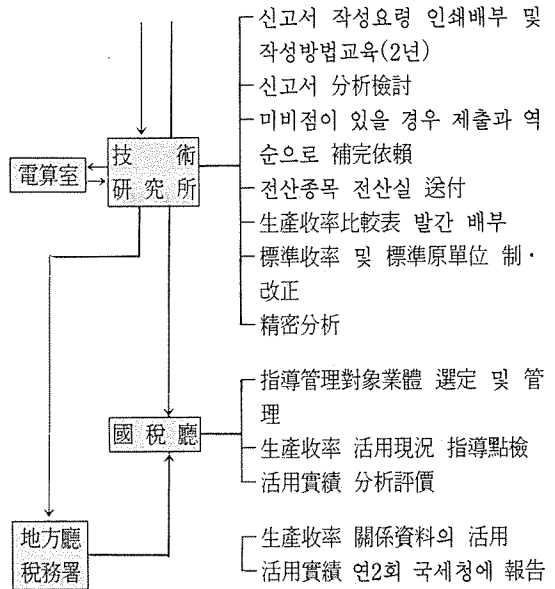 신고서 작성요령 인쇄배부 및
작성방법교육(2년)
신고서 分析檢討
미비점이 있을 경우 제출과 역
순으로 補完依賴
전산종목 전산실 送付
生產收率比較表 발간 배부
標準收率 및 標準原單位 制·
改正
精密分析
技術
研究所
電算室
指導管理對象業體 選定 및 管
理
生產收率 活用現況 指導點檢
活用實績 分析評價
國稅廳
地方廳
稅務署
生產收率 關係資料의 活用
活用實績 연2회 국세청에 報告